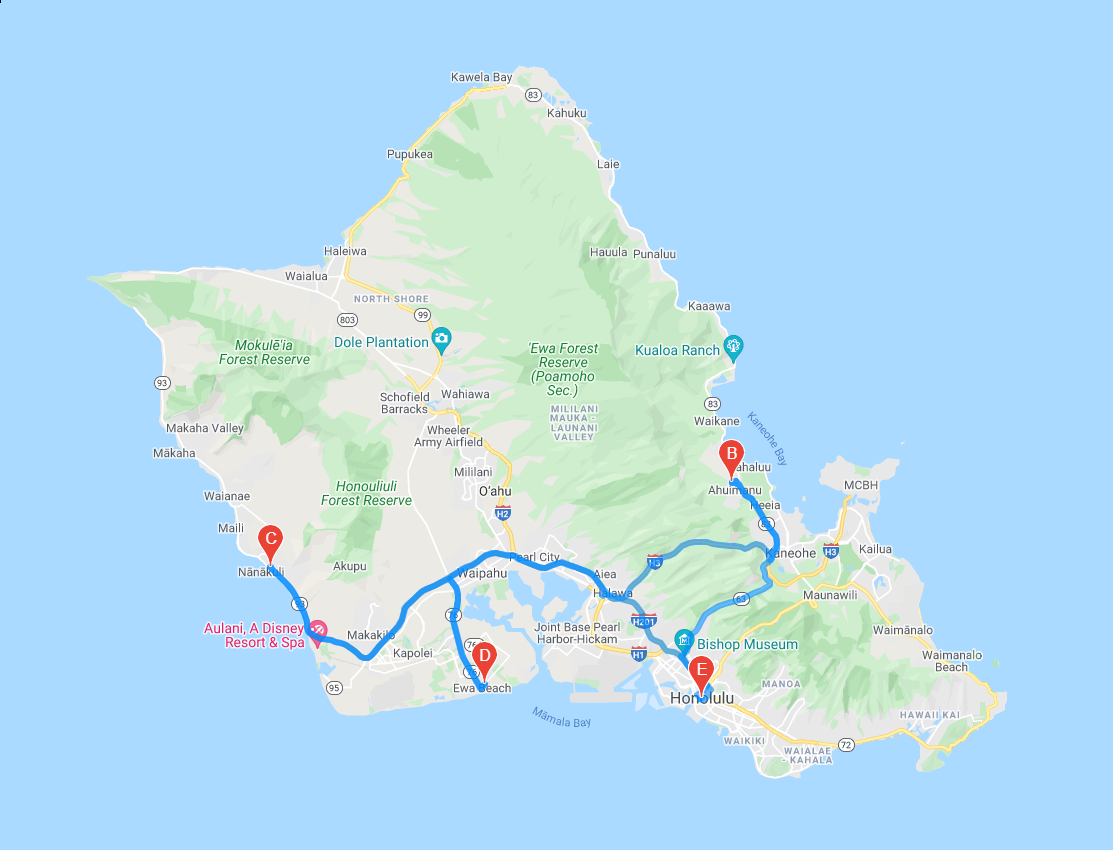 Kawela Bay
83
Kahuku
Pupukea
Laie
Haleiwa
Hauula
Punaluu
Waialua
NORTH SHORE
Kaaawa
99
803
Dole Plantation
Mokulē'ia
Forest Reserve
'Ewa Forest
Reserve
(Poamoho
Sec.)
Kualoa Ranch
93
Schofield
Barracks
Wahiawa
83
MILILANI
MAUKA -
LAUNANI
VALLEY
Waikane
Kaneohe Bay
Makaha Valley
Wheeler
Army Airfield
Mākaha
B
ahaluu
Mililani
MCBH
Honouliuli
Forest Reserve
O'ahu
Ahuimanu
Waianae
Heeia
H2
83
Maili
C
Kaneohe
H3
Kailua
Pearl City
H3
Nānākuli
Akupu
Waipahu
Aiea
Halawa
Maunawili
93
63
76
H201
Aulani, A Disney
Resort & Spa
Makakilo
Joint Base Pearl
Harbor-Hickam
Waimānalo
Bishop Museum
76
Kapolei
D
H1
Waimanalo
Beach
E
76
95
Ewa Beach
MANOA
Honolulu
Māmala Bay
HAWAII KAI
WAIKIKI
72
WAIALAE
- KAHALA